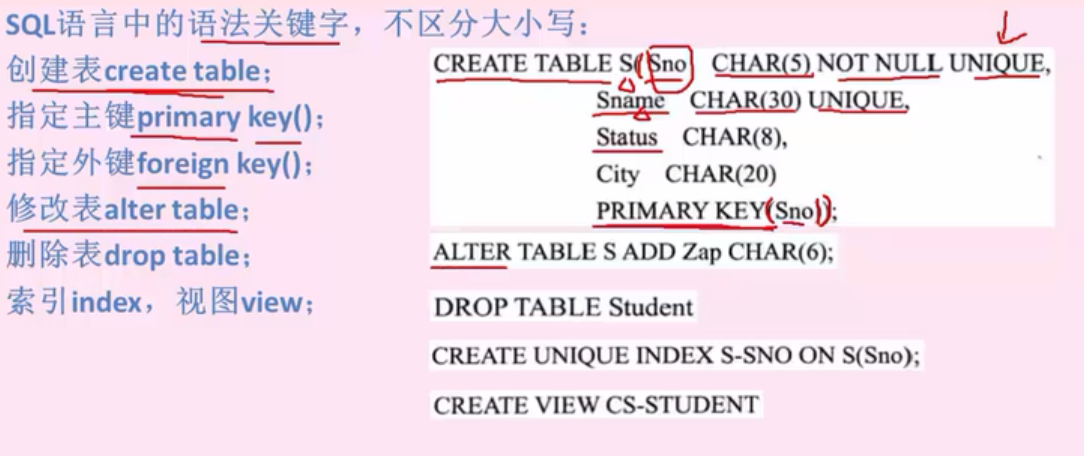 SQL语言中的语法关键字，不区分大小写：
创建表create table；
指定主键primary key()；
指定外键foreign key()；
修改表alter table；
删除表drop table；
索引index，视图view；
CREATE TABLE S(Sno CHAR(5) NOT NULL UNIQUE,
Sname CHAR(30) UNIQUE,
Status CHAR(8),
City CHAR(20)
PRIMARY KEY(Sno));
ALTER TABLE S ADD Zap CHAR(6);
DROP TABLE Student
CREATE UNIQUE INDEX S-SNO ON S(Sno);
CREATE VIEW CS-STUDENT